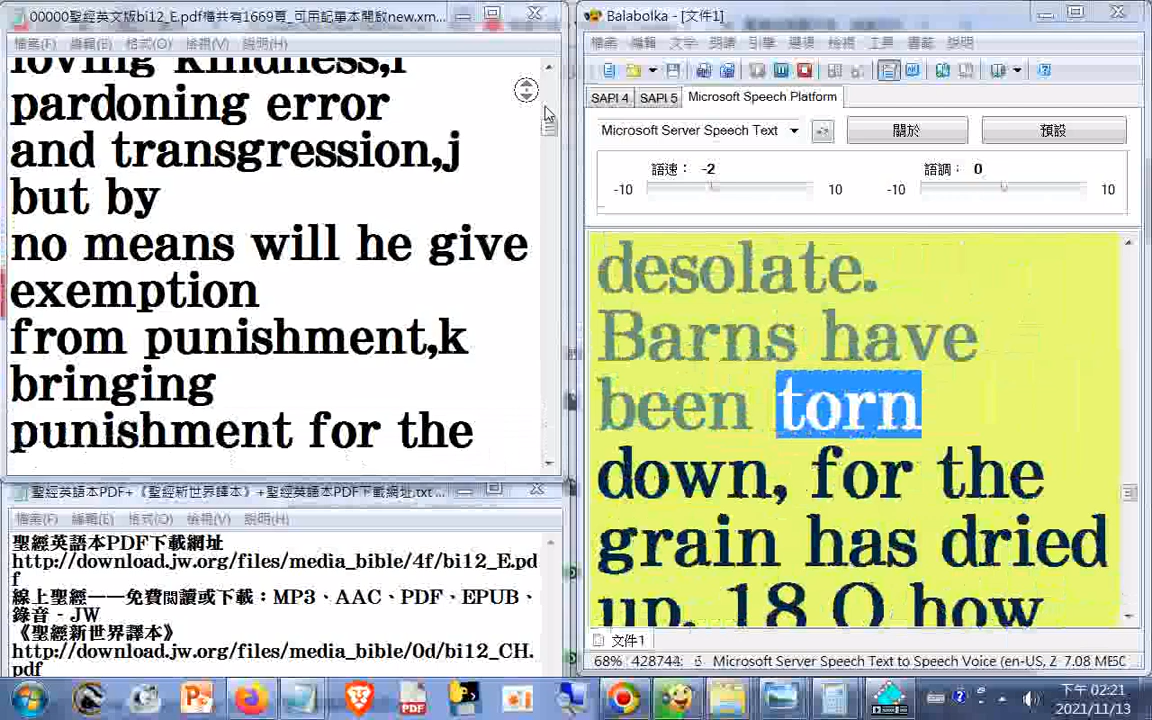 00000聖經英文版bi12_E.pdf檔共有1669頁_可用記事本開啟new.xm...
檔案(F) 編輯(E) 格式(O) 檢視(V) 說明(H)
loving kindness,i
pardoning error
and transgression,j
but by
no means will he give
exemption
from punishment,k
bringing
punishment for the
聖經英語本PDF+《聖經新世界譯本》+聖經英語本PDF下載網址.txt ...
檔案(F) 編輯(E) 格式(O) 檢視(V) 說明(H)
聖經英語本PDF下載網址
http://download.jw.org/files/media_bible/4f/bi12_E.pd
f
線上聖經——免費閱讀或下載：MP3、AAC、PDF、EPUB、
錄音 - JW
《聖經新世界譯本》
http://download.jw.org/files/media_bible/0d/bi12_CH.
pdf
Balabolka - [文件1]
檔案 編輯 文字 朗讀 引擎 選項 檢視 工具 書籤 說明
SAPI 4 SAPI 5 Microsoft Speech Platform
Microsoft Server Speech Text 關於 預設
語速： -2 語調： 0
-10 10 -10 10
desolate.
Barns have
been torn
down, for the
grain has dried
up. 18 O how
文件1
68% 428744: Microsoft Server Speech Text to Speech Voice (en-US, Z 7.08 МБ
下午 02:21
2021/11/13